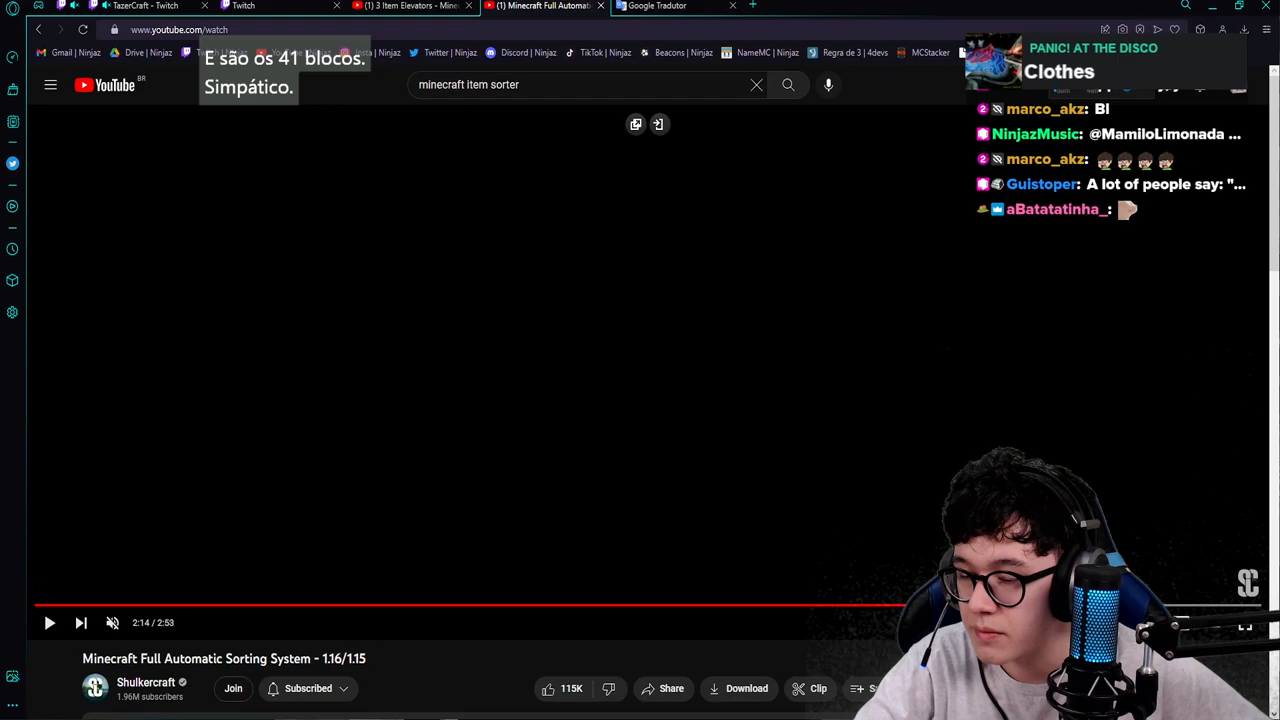 TazerCraft - Twitch
Twitch
(1) 3 Item Elevators - Mine
(1) Minecraft Full Automati
Google Tradutor
www.youtube.com/watch
Gmail | Ninjaz
Drive | Ninjaz
Insta | Ninjaz
Twitter | Ninjaz
Discord | Ninjaz
TikTok | Ninjaz
Beacons | Ninjaz
NameMC | Ninjaz
Regra de 3 | 4devs
MCStacker
E são os 41 blocos.
Simpático.
YouTube BR
minecraft item sorter
PANIC! AT THE DISCO
Clothes
marco_akz: BI
NinjazMusic: @MamiloLimonada ...
marco_akz:
Guistoper: A lot of people say: "...
aBatatatinha_:
2:14 / 2:53
Minecraft Full Automatic Sorting System - 1.16/1.15
Shulkercraft
1.96M subscribers
Join
Subscribed
115K
Share
Download
Clip